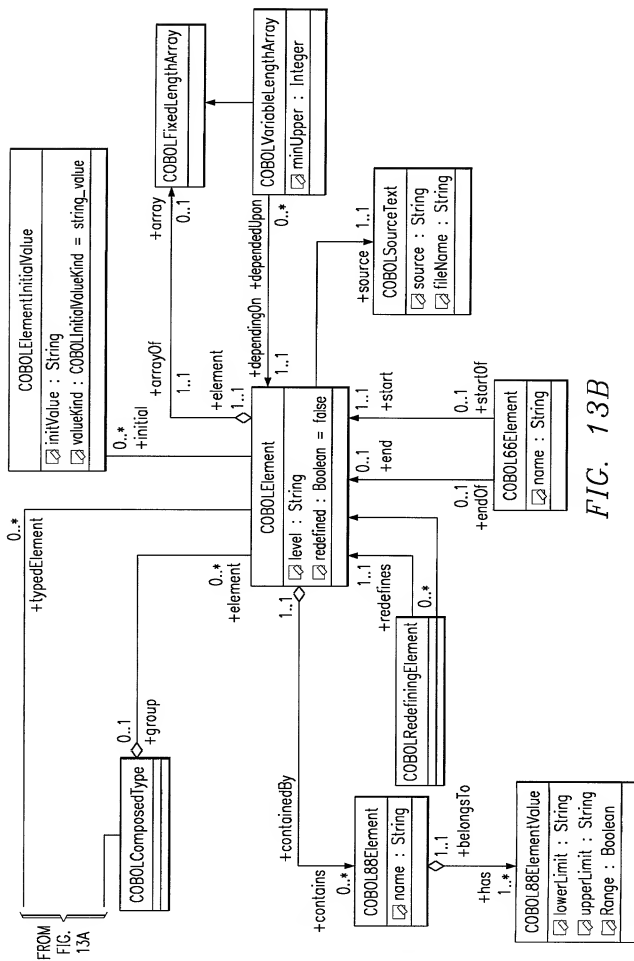 FROM
FIG.
13A
+typedElement
0..*
COBOLComposedType
0..1
+group
0..*
+element
COBOLElementInitialValue
initValue : String
valueKind : COBOLInitialValueKind = string_value
0..*
+initial
COBOLElement
level : String
redefined : Boolean = false
+arrayOf
1..1
+element
1..1
+array
0..1
COBOLFixedLengthArray
COBOLVariableLengthArray
minUpper : Integer
+dependingOn
1..1
+dependedUpon
0..*
+source
1..1
COBOLSourceText
source : String
fileName : String
1..1
+containedBy
+contains
0..*
COBOL88Element
name : String
1..1
+belongsTo
+has
1..*
COBOL88ElementValue
lowerLimit : String
upperLimit : String
Range : Boolean
COBOLRedefiningElement
1..1
+redefines
0..*
0..1
+end
1..1
+start
0..1
+endOf
0..1
+startOf
COBOL66Element
name : String
FIG. 13B